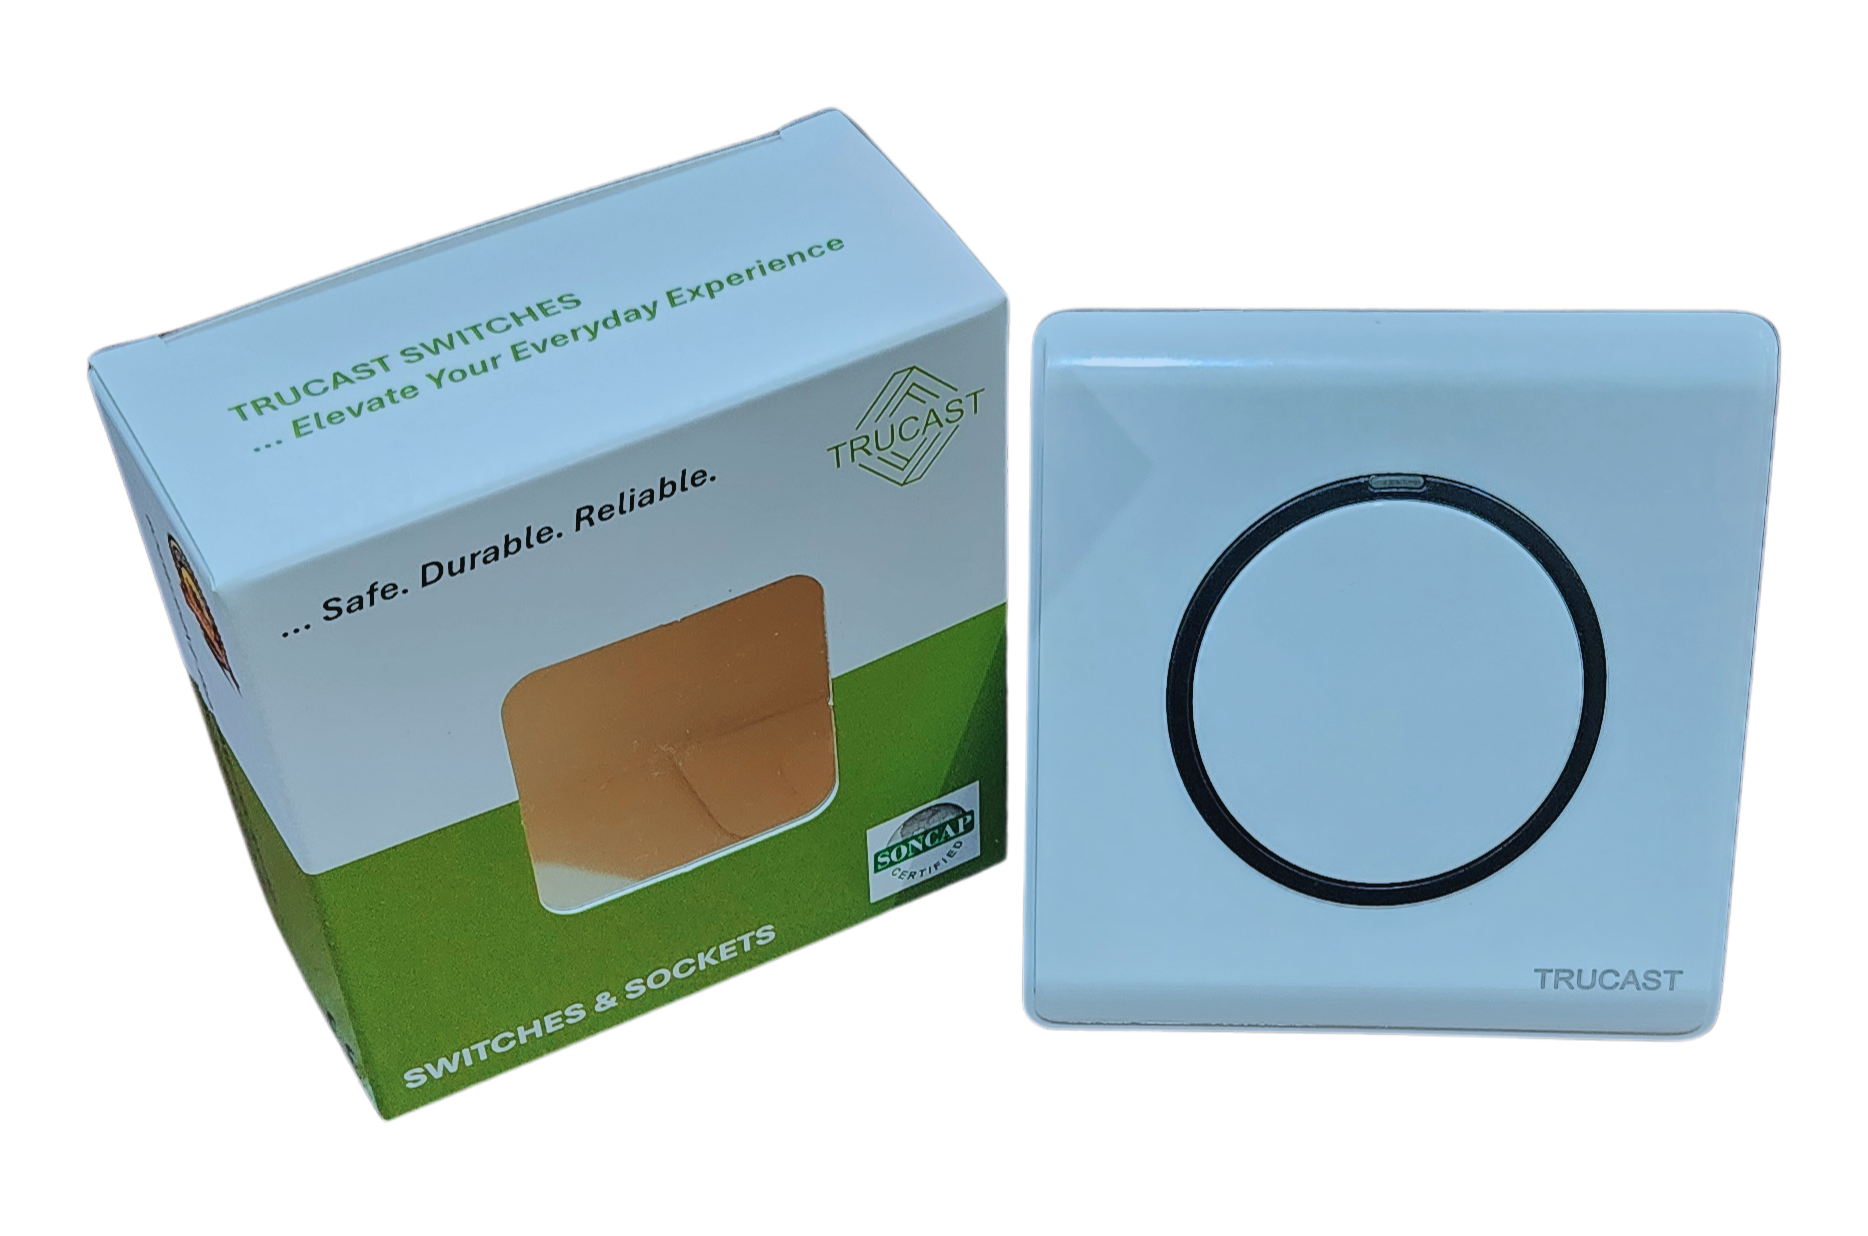 TRUCAST SWITCHES
... Elevate Your Everyday Experience
TRUCAST
... Safe. Durable. Reliable.
SONCAP
CERTIFIED
SWITCHES & SOCKETS
TRUCAST